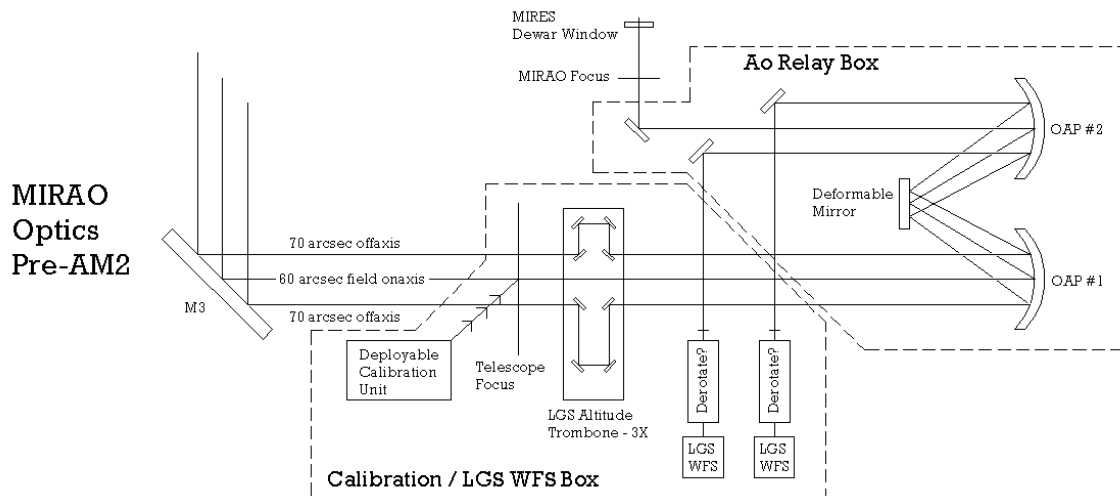 MIRES
Dewar Window
MIRAO Focus
Ao Relay Box
OAP #2
Deformable
Mirror
MIRAO
Optics
Pre-AM2
70 arcsec offaxis
60 arcsec field onaxis
70 arcsec offaxis
M3
OAP #1
Deployable
Calibration
Unit
Telescope
Focus
LGS Altitude
Trombone - 3X
Derotate?
Derotate?
LGS
WFS
LGS
WFS
Calibration / LGS WFS Box